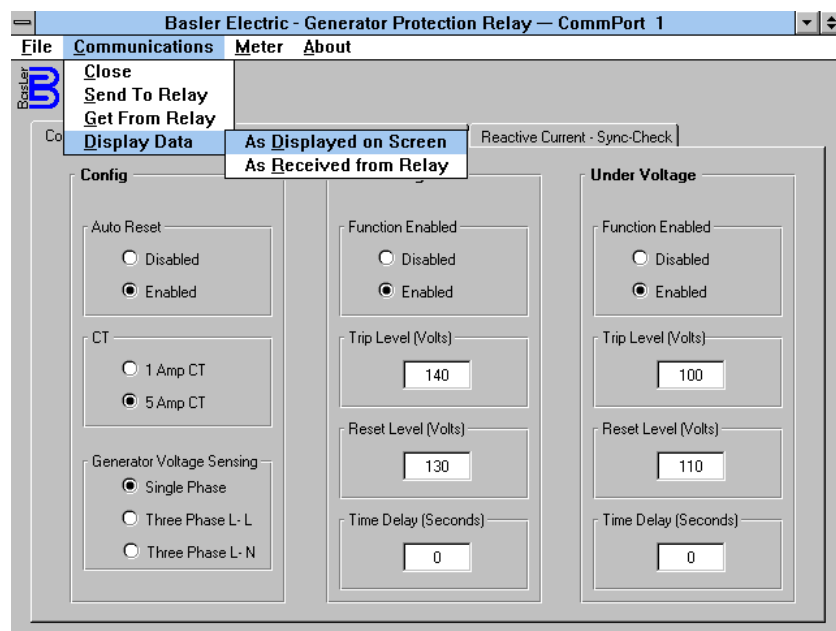 Basler Electric - Generator Protection Relay — CommPort 1
File Communications Meter About
Basler
Close
Send To Relay
Get From Relay
Display Data
As Displayed on Screen
As Received from Relay
Reactive Current - Sync-Check
Config
Under Voltage
Auto Reset
Disabled
Enabled
CT
1 Amp CT
5 Amp CT
Generator Voltage Sensing
Single Phase
Three Phase L- L
Three Phase L- N
Function Enabled
Disabled
Enabled
Trip Level (Volts)
140
Reset Level (Volts)
130
Time Delay (Seconds)
0
Function Enabled
Disabled
Enabled
Trip Level (Volts)
100
Reset Level (Volts)
110
Time Delay (Seconds)
0